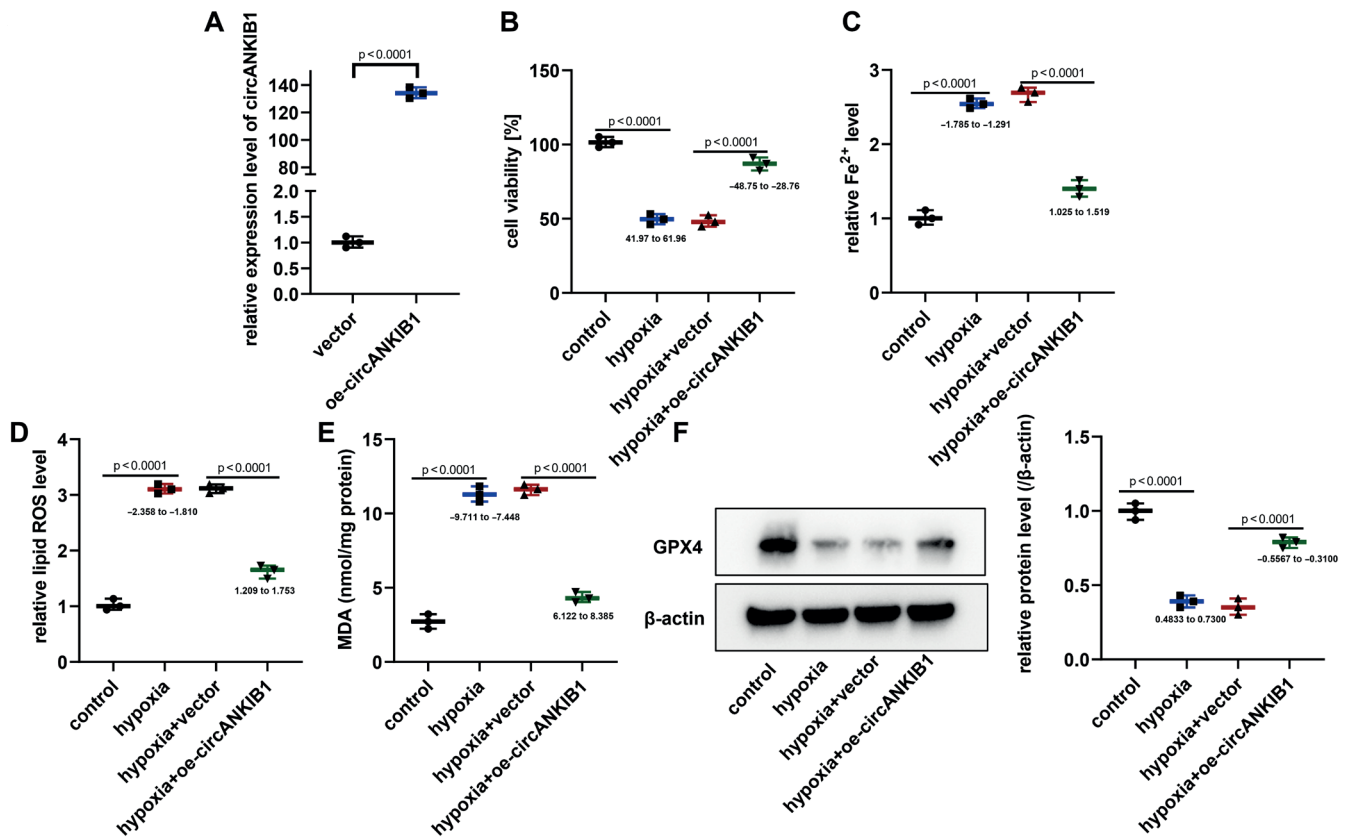 A
relative expression level of circANKIB1
p < 0.0001
140
120
100
80
2.0
1.5
1.0
0.5
0.0
vector
oe-circANKIB1
B
cell viability [%]
150
100
50
0
p < 0.0001
p < 0.0001
41.97 to 61.96
−48.75 to −28.76
control
hypoxia
hypoxia+vector
hypoxia+oe-circANKIB1
C
relative Fe2+ level
3
2
1
0
p < 0.0001
p < 0.0001
−1.785 to −1.291
1.025 to 1.519
control
hypoxia
hypoxia+vector
hypoxia+oe-circANKIB1
D
relative lipid ROS level
4
3
2
1
0
p < 0.0001
p < 0.0001
−2.358 to −1.810
1.209 to 1.753
control
hypoxia
hypoxia+vector
hypoxia+oe-circANKIB1
E
MDA (nmol/mg protein)
15
10
5
0
p < 0.0001
p < 0.0001
−9.711 to −7.448
6.122 to 8.385
control
hypoxia
hypoxia+vector
hypoxia+oe-circANKIB1
F
GPX4
β-actin
control
hypoxia
hypoxia+vector
hypoxia+oe-circANKIB1
relative protein level (/β-actin)
1.5
1.0
0.5
0.0
p < 0.0001
p < 0.0001
0.4833 to 0.7300
−0.5567 to −0.3100
control
hypoxia
hypoxia+vector
hypoxia+oe-circANKIB1